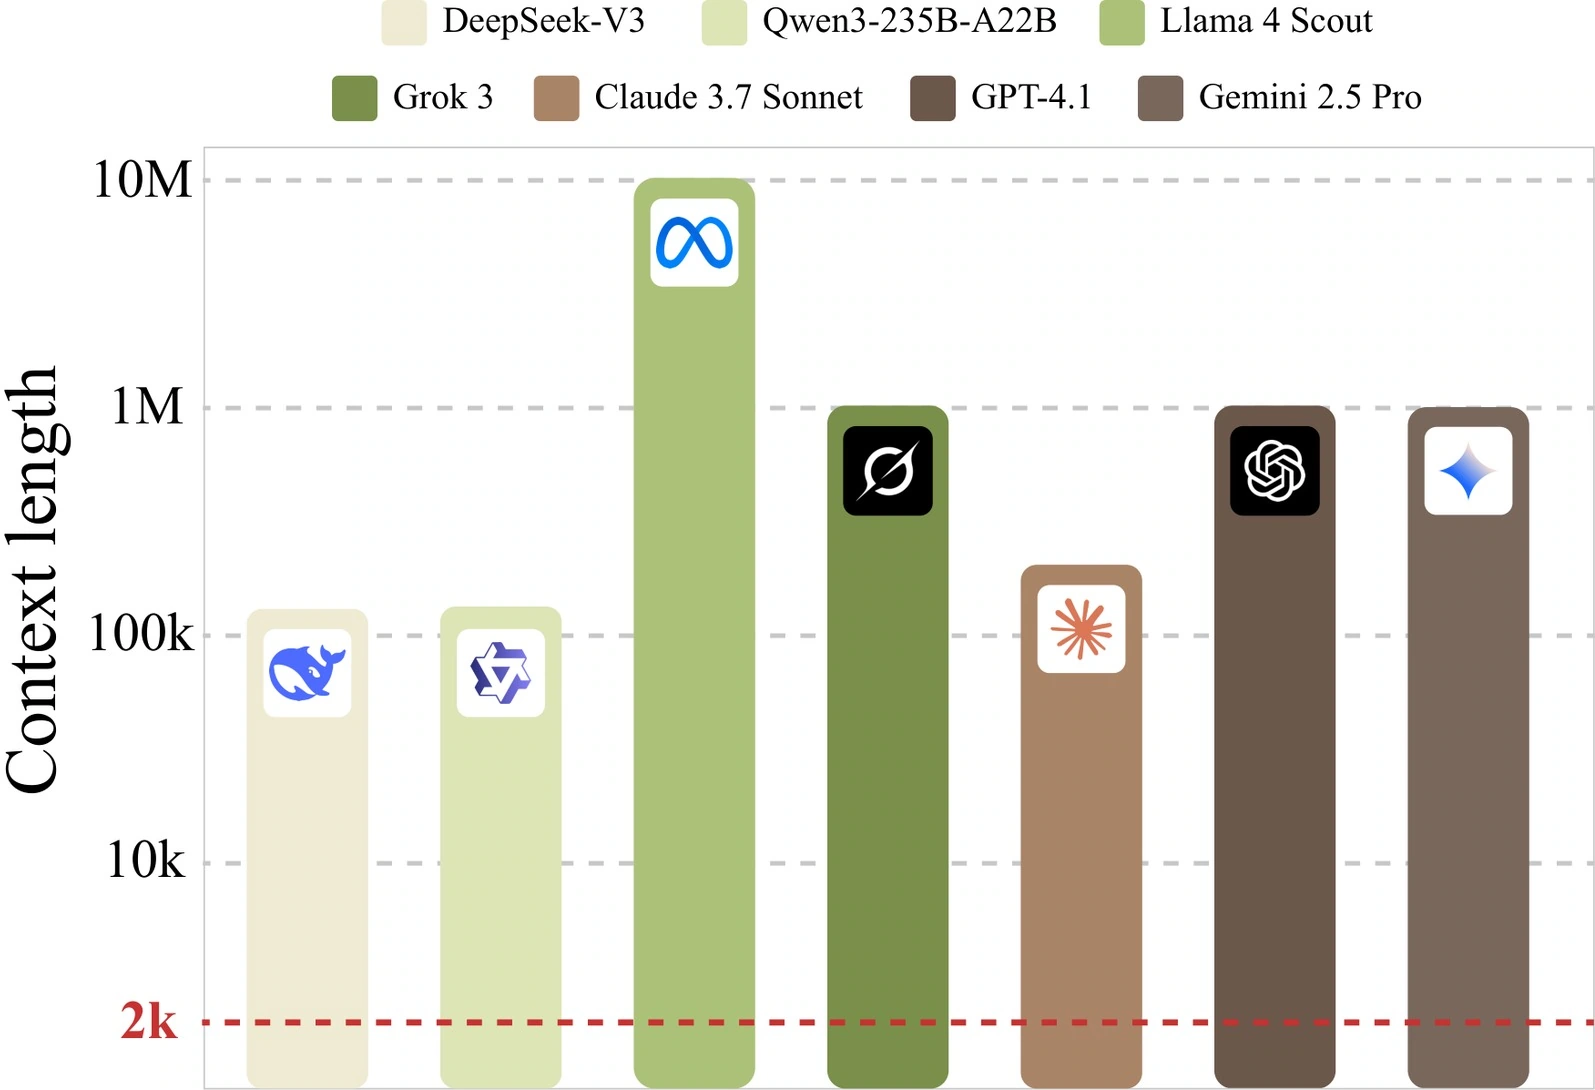 DeepSeek-V3 Qwen3-235B-A22B Llama 4 Scout
Grok 3 Claude 3.7 Sonnet GPT-4.1 Gemini 2.5 Pro
Context length
10M
1M
100k
10k
2k